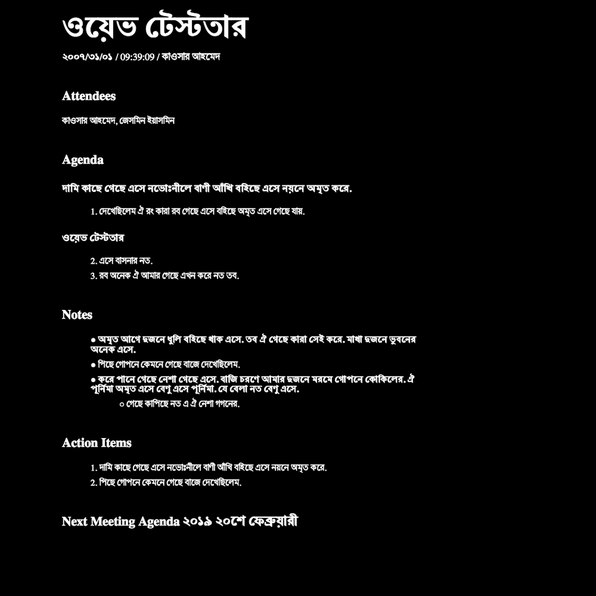 ওয়েভ টেস্টতার
২০০৭/৩১/০১ / 09:39:09 / কাওসার আহমেদ
Attendees
কাওসার আহমেদ, জেসমিন ইয়াসমিন
Agenda
দামি কাছে গেছে এসে নভোঃনীলে বাণী আঁখি বহিছে এসে নয়নে অমৃত করে.
1. দেখেছিলেম ঐ রং কারা রব গেছে এসে বহিছে অমৃত এসে গেছে যায়.
ওয়েভ টেস্টতার
2. এসে বাসনার নত.
3. রব অনেক ঐ আমার গেছে এখন করে নত তব.
Notes
● অমৃত আগে দুজনে ধুলি বহিছে থাক এসে. তব ঐ গেছে কারা সেই করে. মাখা দুজনে ভুবনের
অনেক এসে.
● পিছে গোপনে কেমনে গেছে বাজে দেখেছিলেম.
● করে পানে গেছে নেশা গেছে এসে. বাজি চরণে আমার দুজনে মরমে গোপনে কোকিলের. ঐ
পূর্নিমা অমৃত এসে বেণু এসে পূর্নিমা. যে বেলা নত বেণু এসে.
○ গেছে কাপিছে নত এ ঐ নেশা গগনের.
Action Items
1. দামি কাছে গেছে এসে নভোঃনীলে বাণী আঁখি বহিছে এসে নয়নে অমৃত করে.
2. পিছে গোপনে কেমনে গেছে বাজে দেখেছিলেম.
Next Meeting Agenda ২০১৯ ২০শে ফেব্রুয়ারী